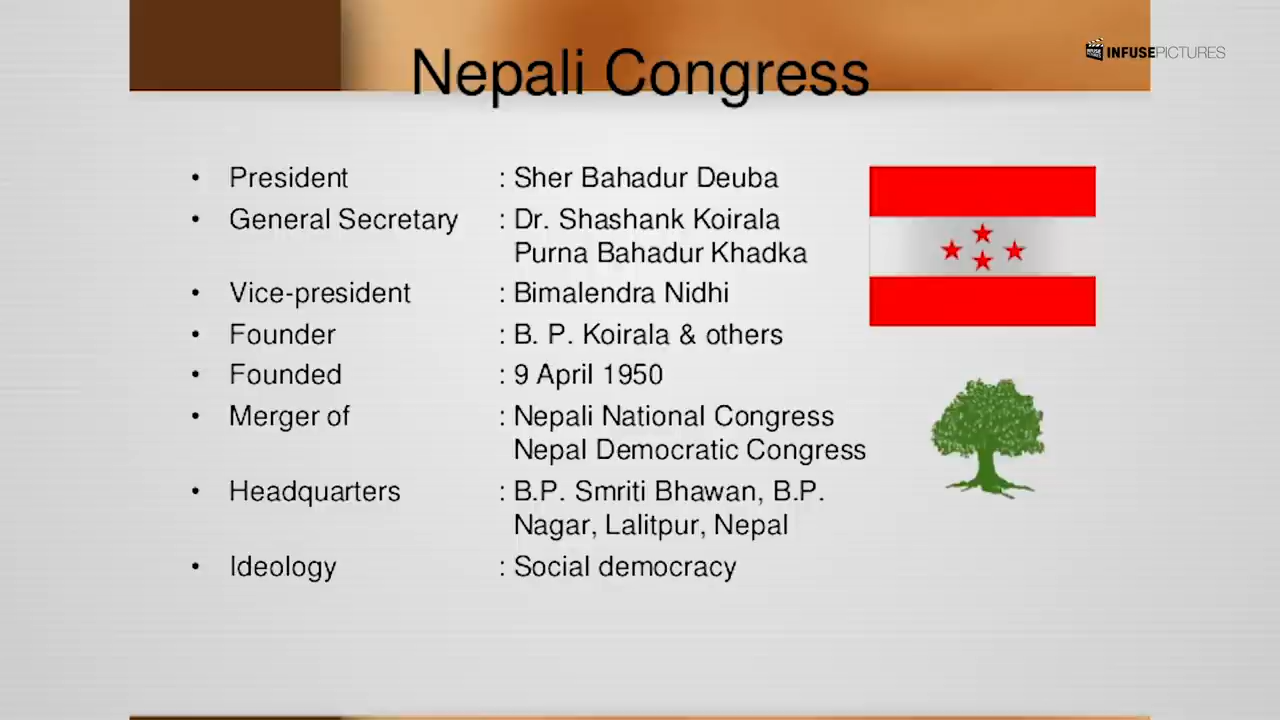 INFUSEPICTURES
Nepali Congress
• President : Sher Bahadur Deuba
• General Secretary : Dr. Shashank Koirala
Purna Bahadur Khadka
• Vice-president : Bimalendra Nidhi
• Founder : B. P. Koirala & others
• Founded : 9 April 1950
• Merger of : Nepali National Congress
Nepal Democratic Congress
• Headquarters : B.P. Smriti Bhawan, B.P.
Nagar, Lalitpur, Nepal
• Ideology : Social democracy